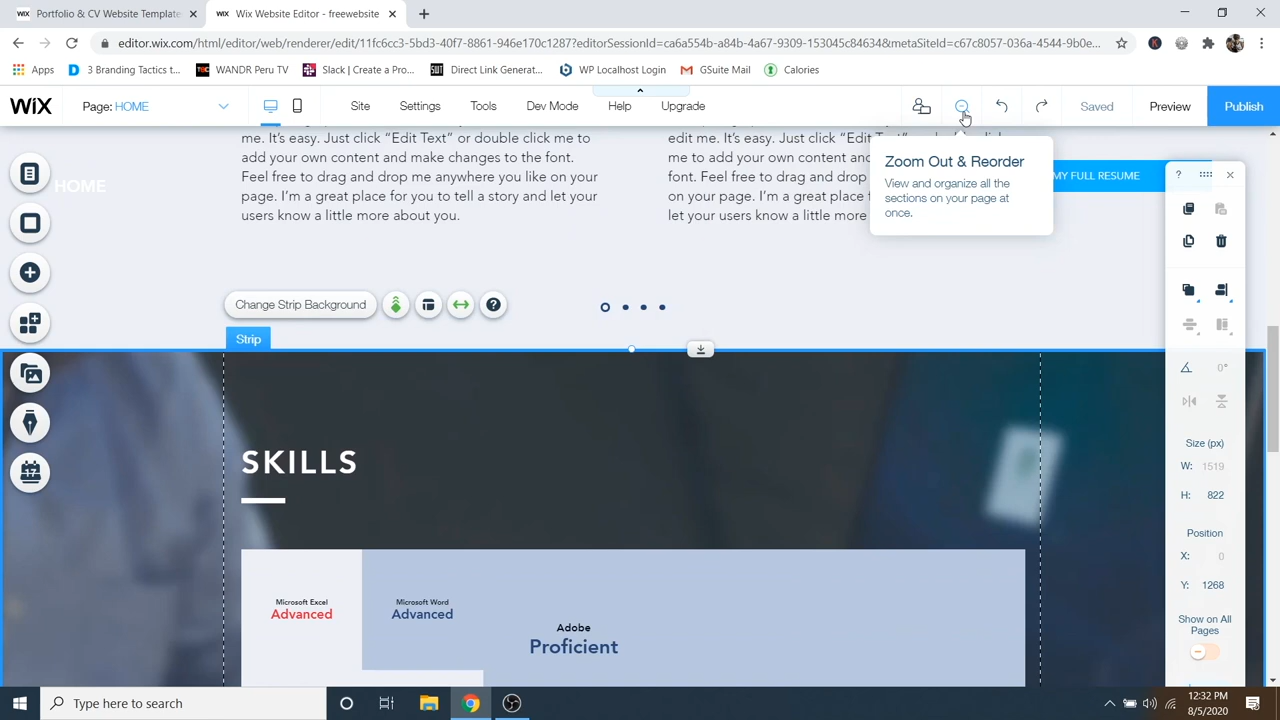 WiX Portfolio & CV Website Template
WiX Wix Website Editor - freewebsite
editor.wix.com/html/editor/web/renderer/edit/11fc6cc3-5bd3-40f7-8861-946e170c1287?editorSessionId=ca6a554b-a84b-4a67-9309-153045c84634&metaSiteId=c67c8057-036a-4544-9b0e...
Apps
3 Branding Tactics t...
WANDR Peru TV
Slack | Create a Pro...
Direct Link Generat...
WP Localhost Login
GSuite Mail
Calories
WiX
Page: HOME
Site
Settings
Tools
Dev Mode
Help
Upgrade
Saved
Preview
Publish
me. It's easy. Just click “Edit Text” or double click me to
add your own content and make changes to the font.
Feel free to drag and drop me anywhere you like on your
page. I'm a great place for you to tell a story and let your
users know a little more about you.
me to add your own content and
font. Feel free to drag and drop
on your page. I'm a great place
let your users know a little more
Zoom Out & Reorder
View and organize all the
sections on your page at
once.
MY FULL RESUME
HOME
Change Strip Background
?
Strip
SKILLS
Microsoft Excel
Advanced
Microsoft Word
Advanced
Adobe
Proficient
?
0°
Size (px)
W: 1519
H: 822
Position
X: 0
Y: 1268
Show on All
Pages
17
Type here to search
12:32 PM
8/5/2020